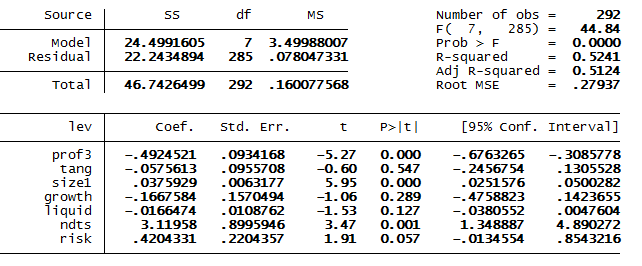 Source SS df MS Number of obs = 292
F( 7, 285) = 44.84
Model 24.4991605 7 3.49988007 Prob > F = 0.0000
Residual 22.2434894 285 .078047331 R-squared = 0.5241
Adj R-squared = 0.5124
Total 46.7426499 292 .160077568 Root MSE = .27937
lev Coef. Std. Err. t P>|t| [95% Conf. Interval]
prof3 -.4924521 .0934168 -5.27 0.000 -.6763265 -.3085778
tang -.0575613 .0955708 -0.60 0.547 -.2456754 .1305528
size1 .0375929 .0063177 5.95 0.000 .0251576 .0500282
growth -.1667584 .1570494 -1.06 0.289 -.4758823 .1423655
liquid -.0166474 .0108762 -1.53 0.127 -.0380552 .0047604
ndts 3.11958 .8995946 3.47 0.001 1.348887 4.890272
risk .4204331 .2204357 1.91 0.057 -.0134554 .8543216